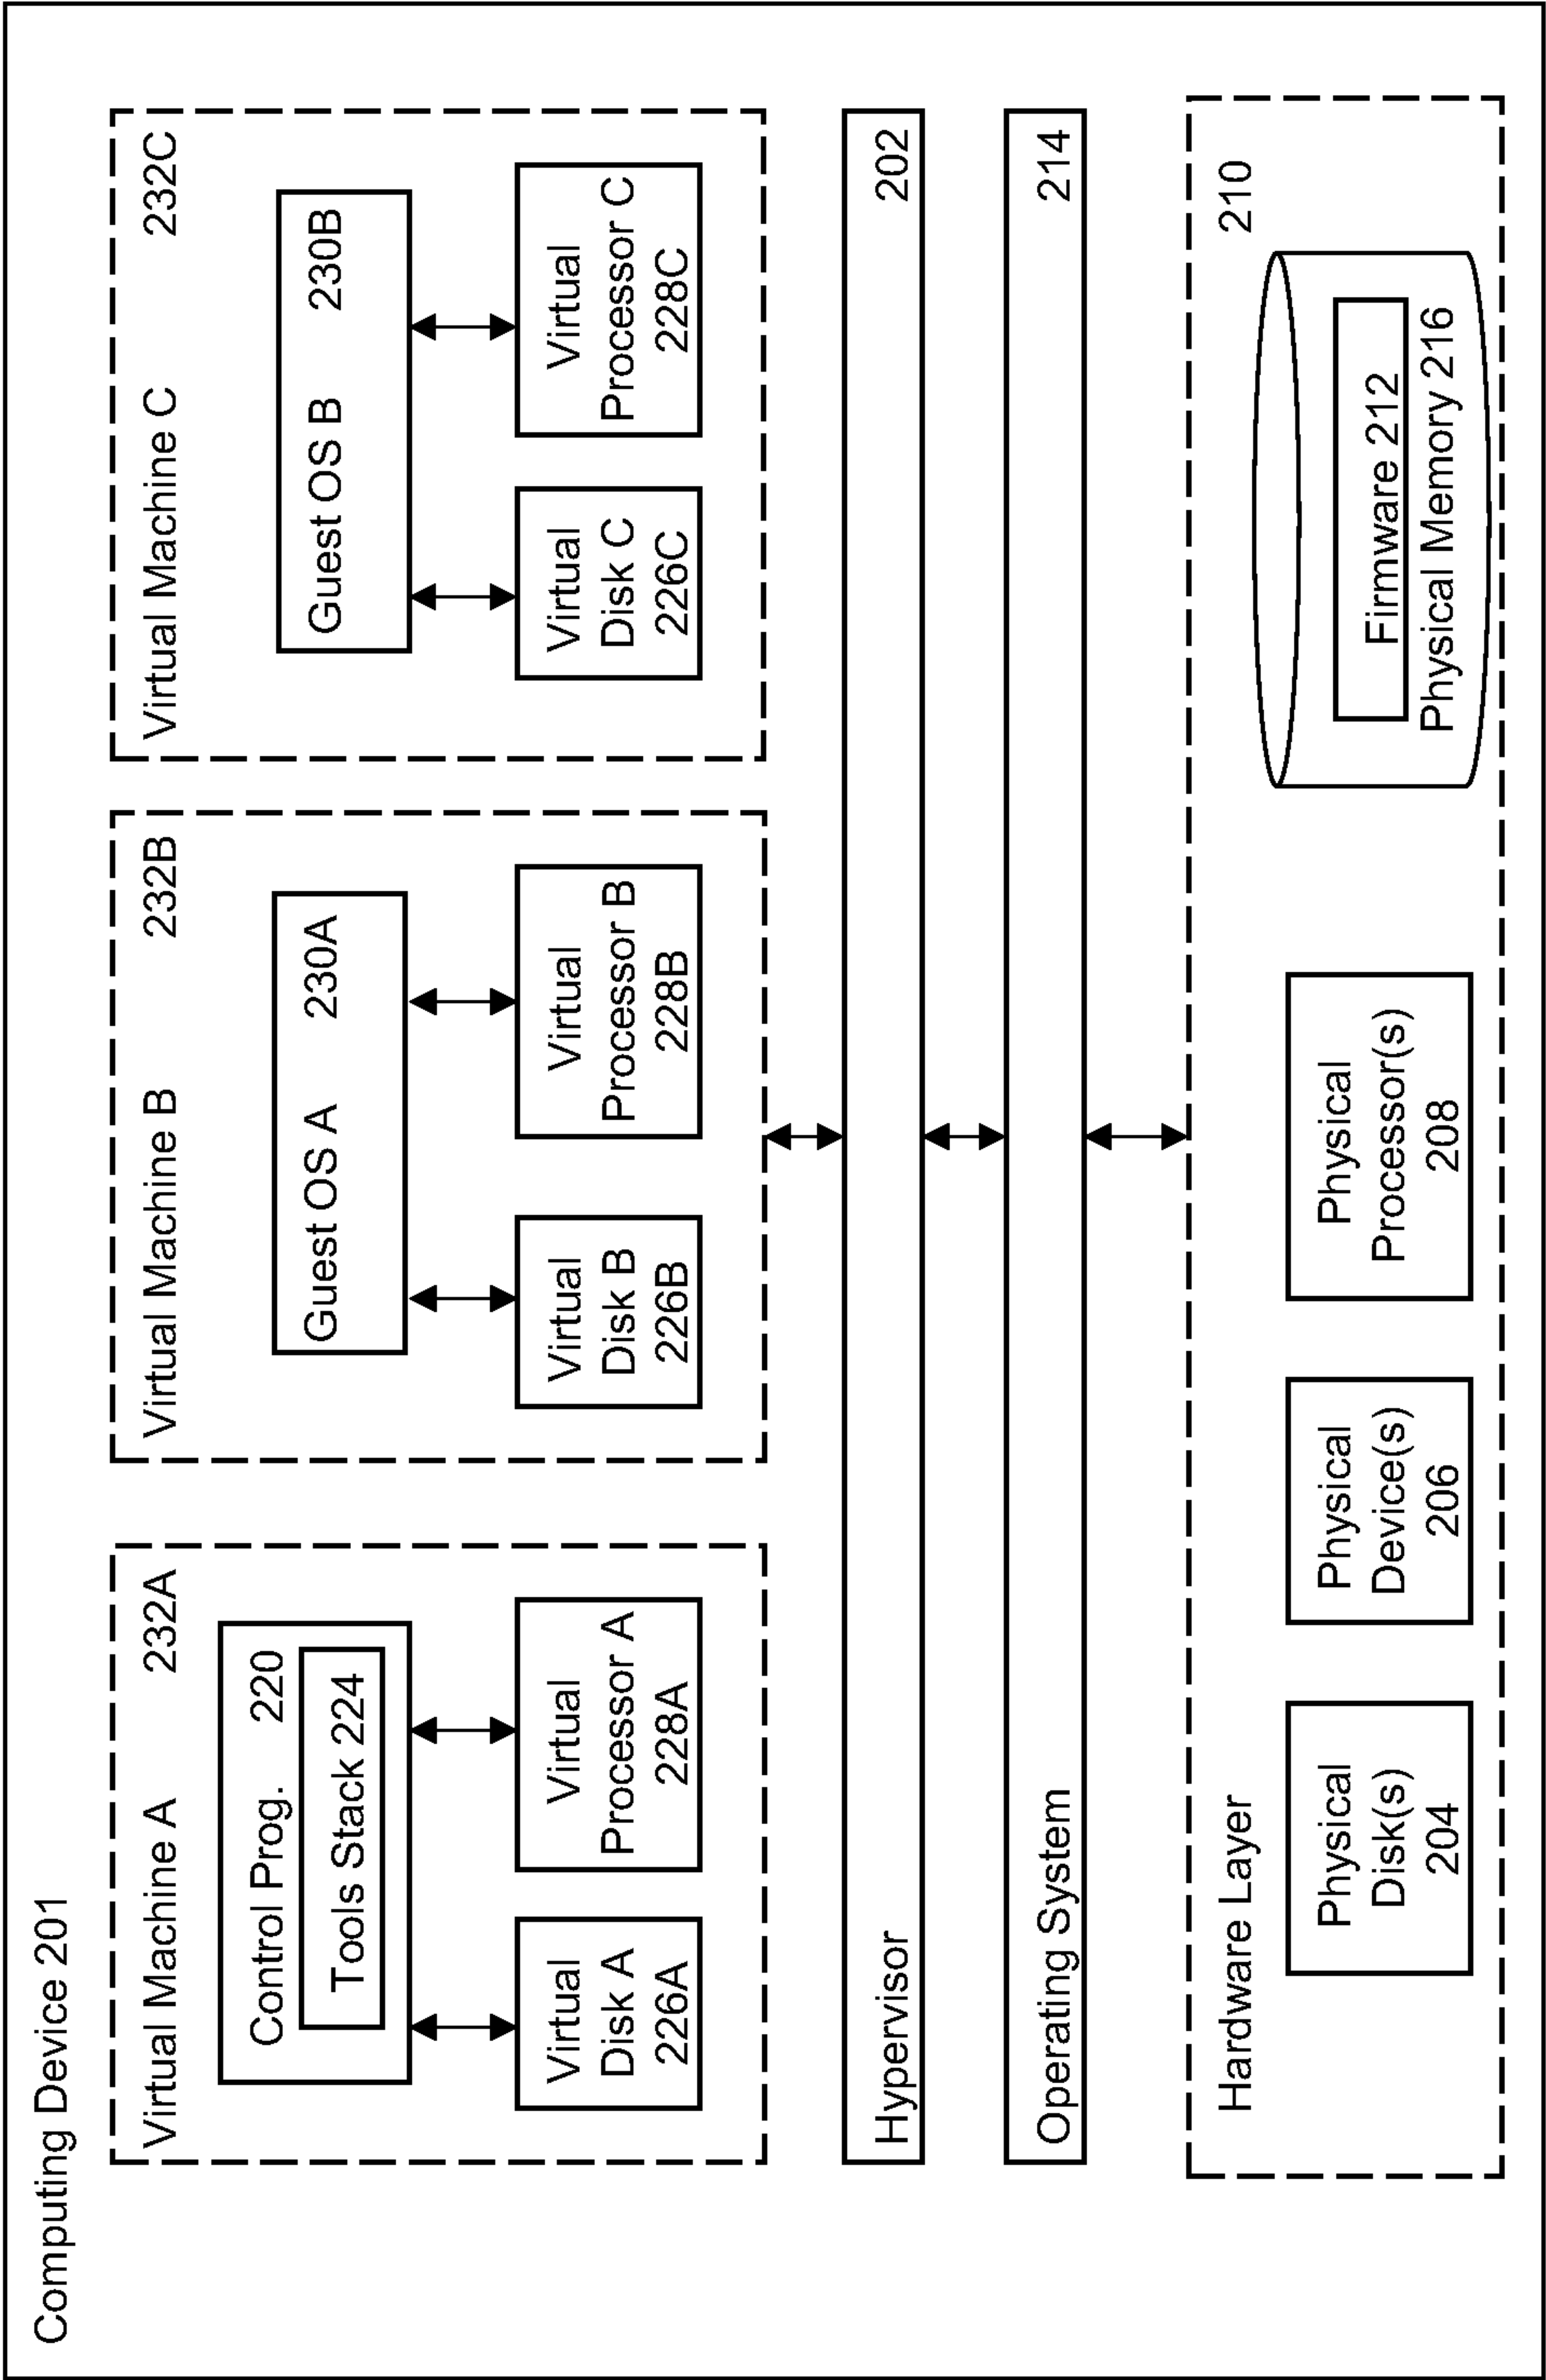 Computing Device 201
Virtual Machine A 232A
Control Prog. 220
Tools Stack 224
Virtual
Disk A
226A
Virtual
Processor A
228A
Virtual Machine B 232B
Guest OS A 230A
Virtual
Disk B
226B
Virtual
Processor B
228B
Virtual Machine C 232C
Guest OS B 230B
Virtual
Disk C
226C
Virtual
Processor C
228C
Hypervisor 202
Operating System 214
Hardware Layer 210
Physical
Disk(s)
204
Physical
Device(s)
206
Physical
Processor(s)
208
Firmware 212
Physical Memory 216